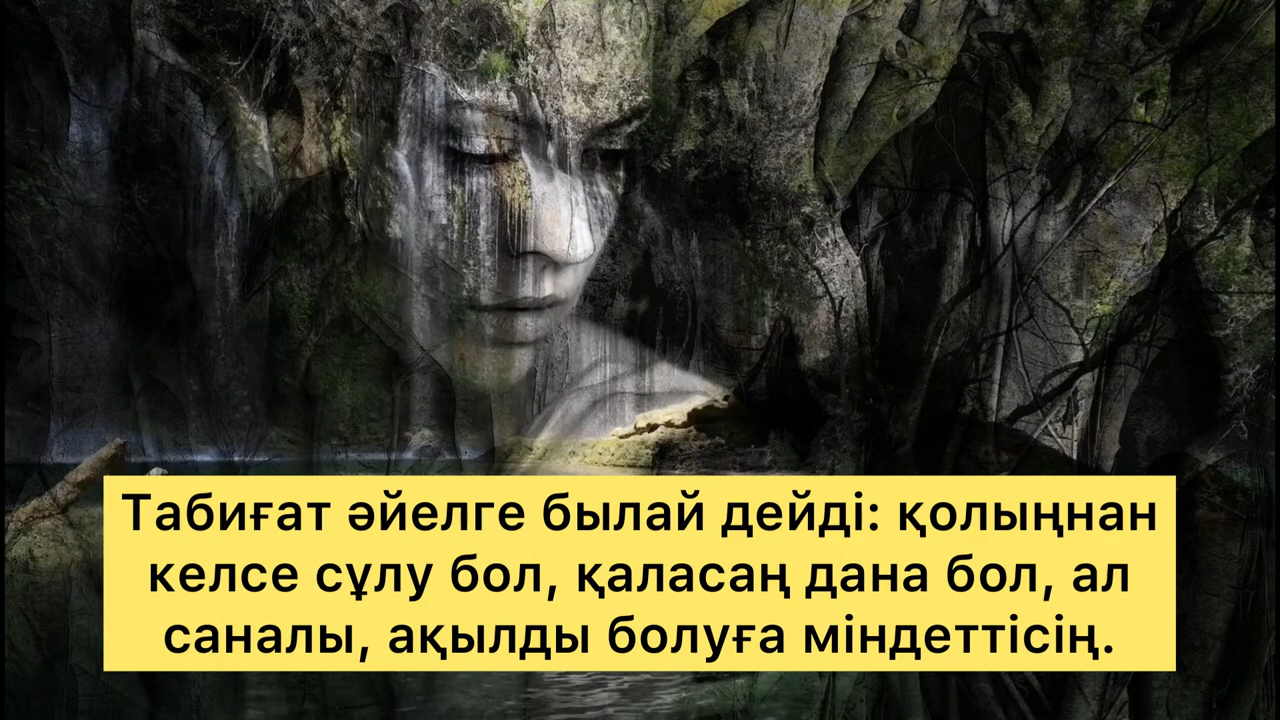 Табиғат әйелге былай дейді: қолыңнан
келсе сұлу бол, қаласаң дана бол, ал
саналы, ақылды болуға міндеттісің.